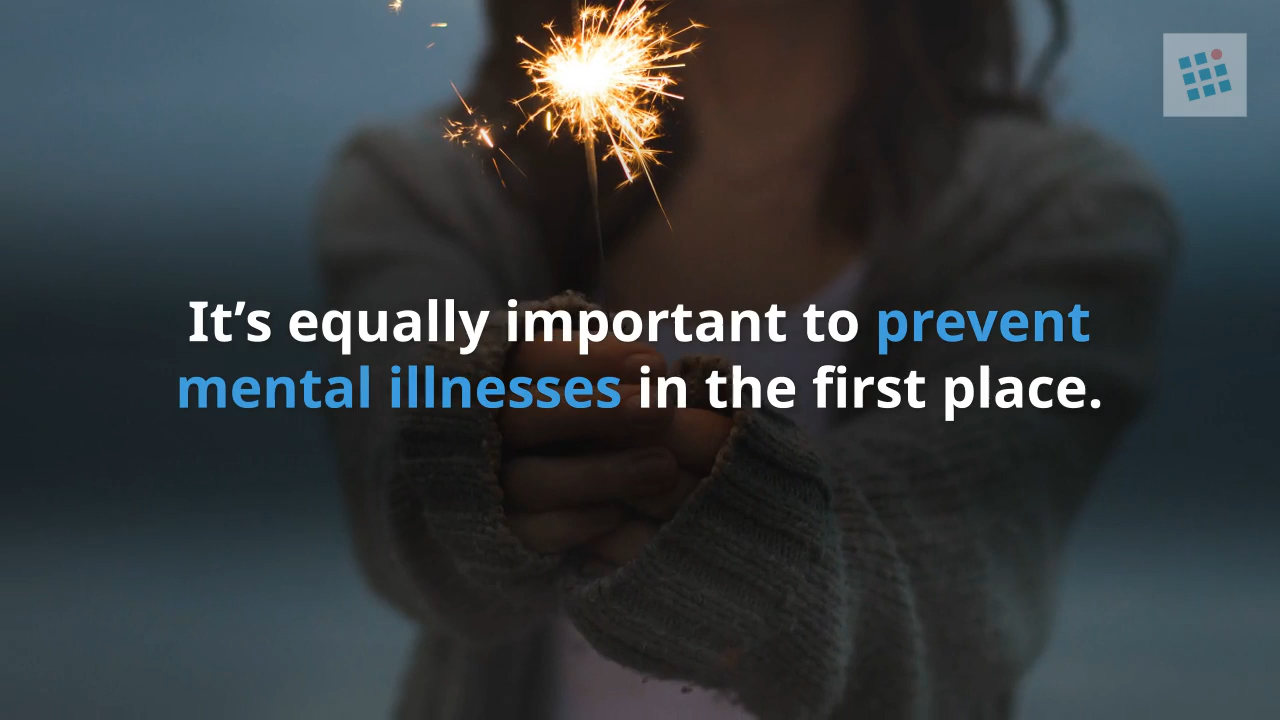 It’s equally important to prevent
mental illnesses in the first place.